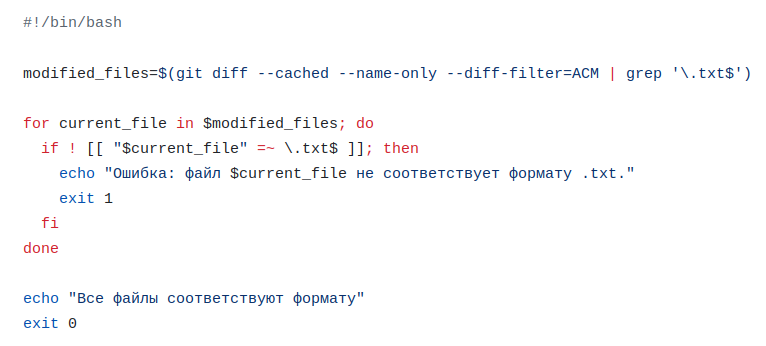 #!/bin/bash
modified_files=$(git diff --cached --name-only --diff-filter=ACM | grep '\.txt$')
for current_file in $modified_files; do
if ! [[ "$current_file" =~ \.txt$ ]]; then
echo "Ошибка: файл $current_file не соответствует формату .txt."
exit 1
fi
done
echo "Все файлы соответствуют формату"
exit 0